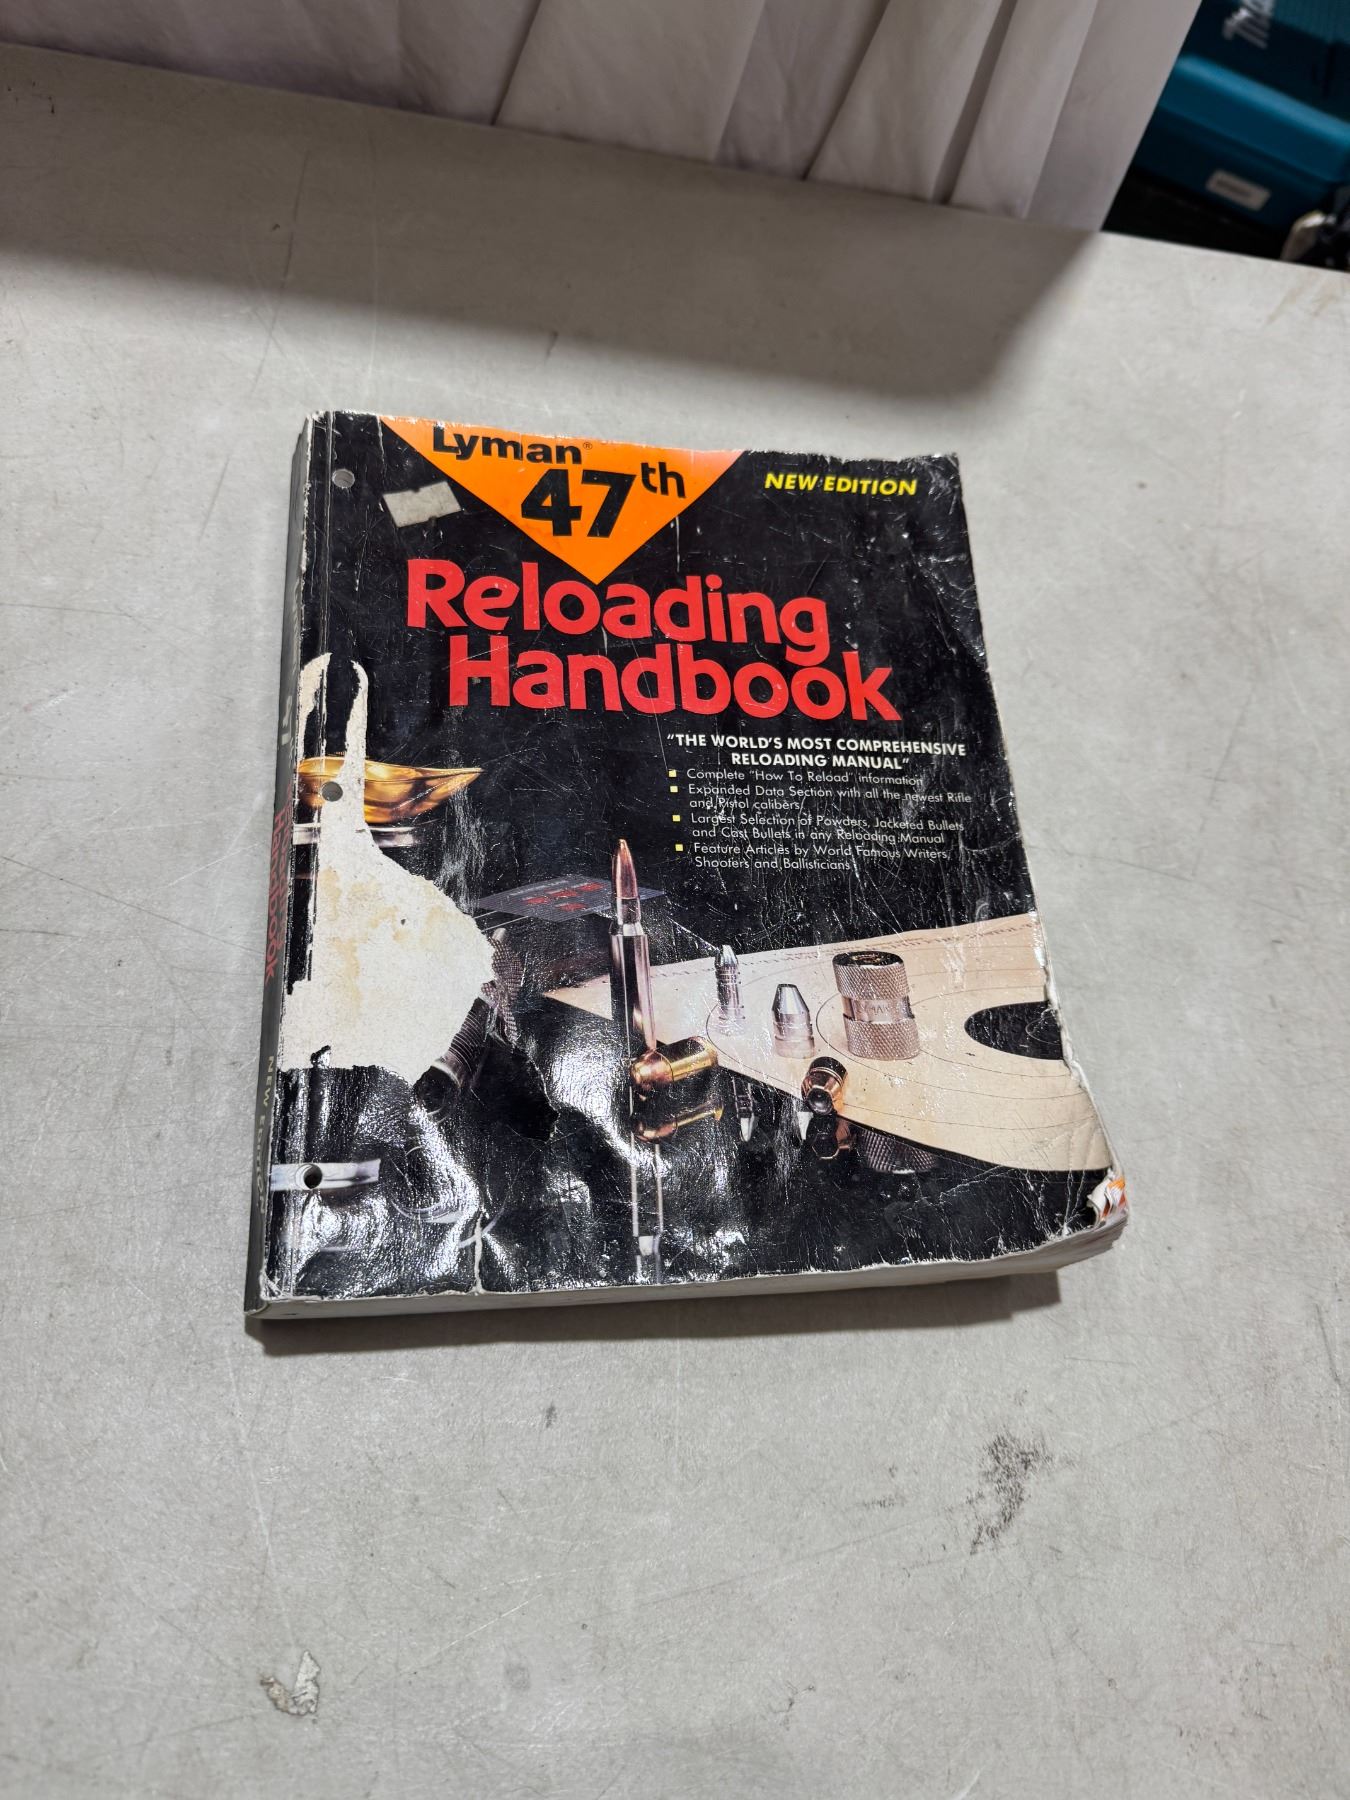 Lyman®
47th
NEW EDITION
Reloading
Handbook
"THE WORLD'S MOST COMPREHENSIVE
RELOADING MANUAL"
Complete "How To Reload" information
Expanded Data Section with all the newest Rifle
and Pistol calibers.
Largest Selection of Powders, Jacketed Bullets
and Cast Bullets in any Reloading Manual
Feature Articles by World Famous Writers,
Shooters and Ballisticians
Handbook
NEW EDITION